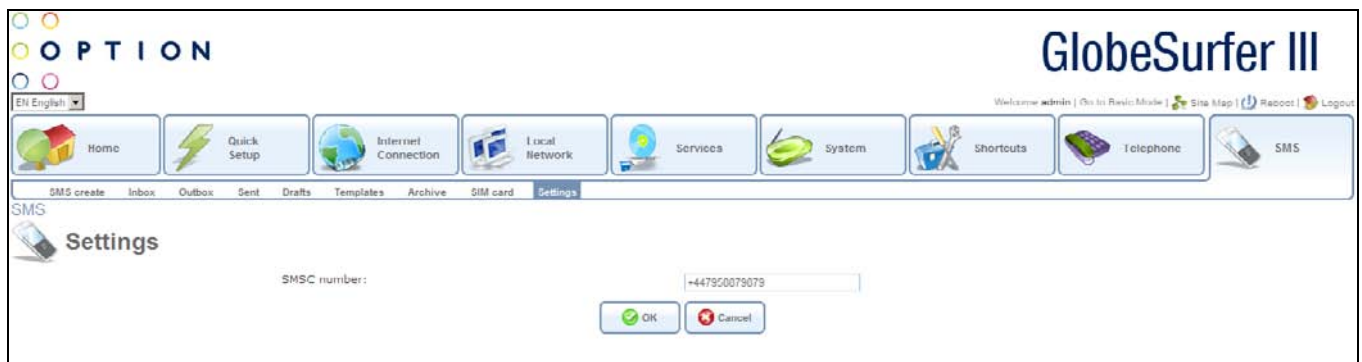 OPTION
GlobeSurfer III
EN English
Welcome admin | Go to Basic Mode | Site Map | Reboot | Logout
Home
Quick Setup
Internet Connection
Local Network
Services
System
Shortcuts
Telephone
SMS
SMS create Inbox Outbox Sent Drafts Templates Archive SIM card Settings
SMS
Settings
SMSC number: +447950879879
OK Cancel